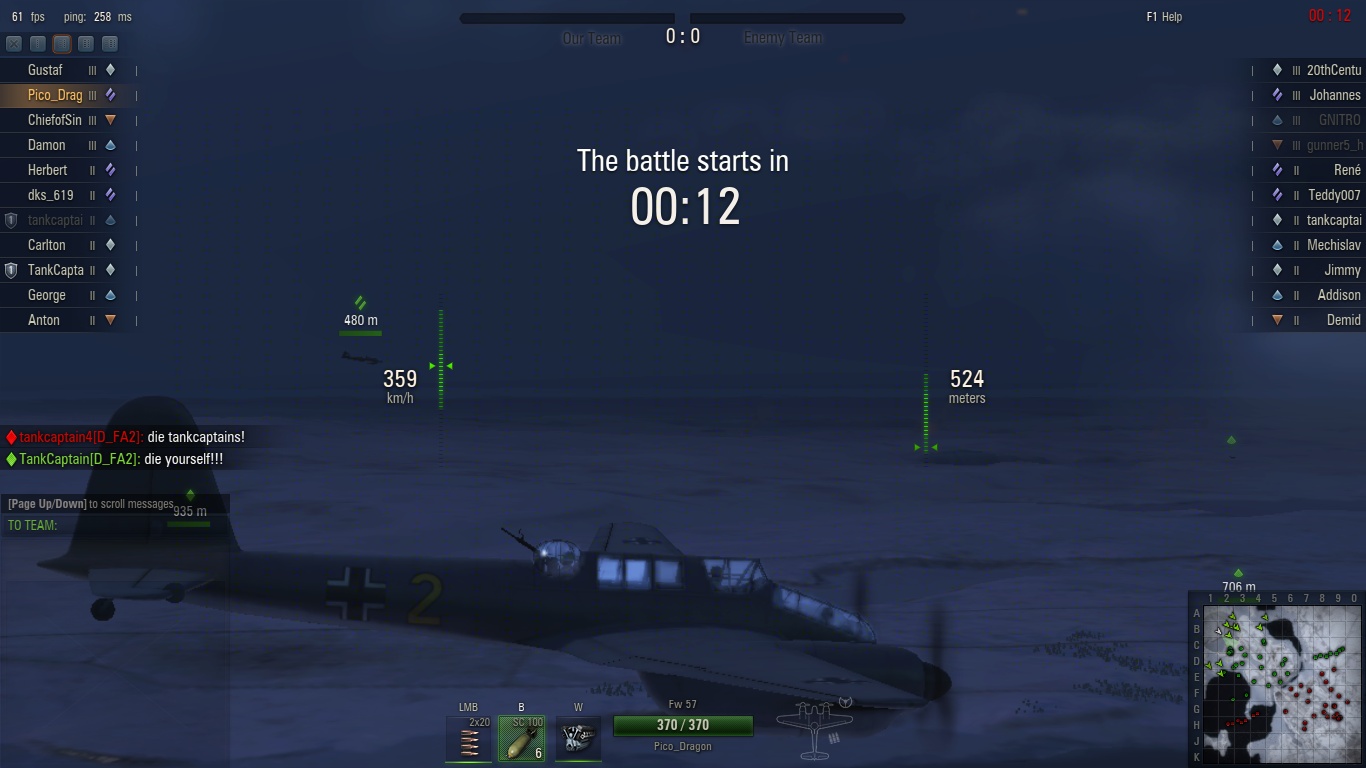 61 fps ping: 258 ms
F1 Help
00 : 12
Our Team 0 : 0 Enemy Team
Gustaf III
Pico_Drag III
ChiefofSin III
Damon III
Herbert II
dks_619 II
tankcaptai II
Carlton II
1 TankCapta II
George II
Anton II
III 20thCentu
III Johannes
III GNITRO
III gunner5_h
II René
II Teddy007
II tankcaptai
II Mechislav
II Jimmy
II Addison
II Demid
The battle starts in
00:12
480 m
359
km/h
524
meters
tankcaptain4[D_FA2]: die tankcaptains!
TankCaptain[D_FA2]: die yourself!!!
[Page Up/Down] to scroll messages
935 m
TO TEAM:
2
706 m
1 2 3 4 5 6 7 8 9 0
A
B
C
D
E
F
G
H
J
K
LMB B W
2x20 SC 100
6
Fw 57
370 / 370
Pico_Dragon